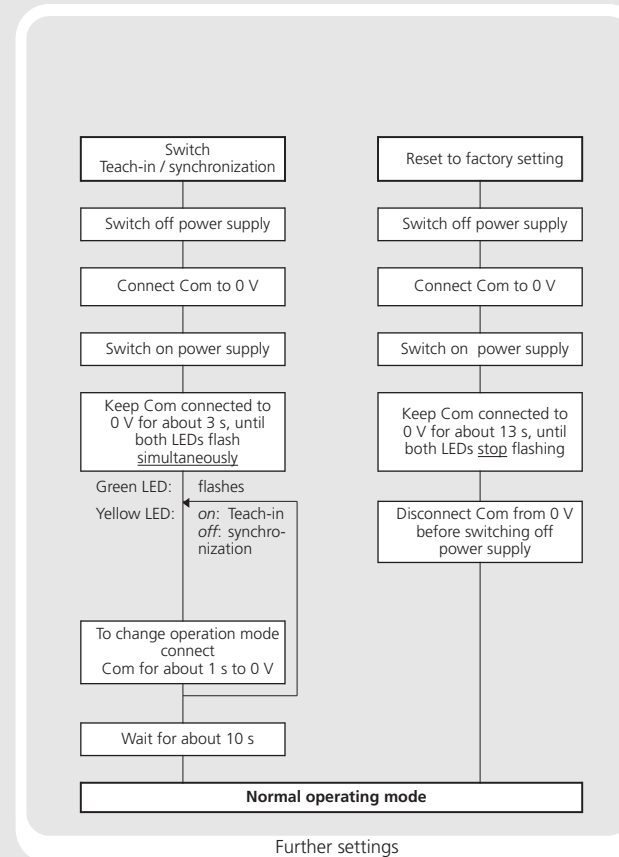 Switch
Teach-in / synchronization
Switch off power supply
Connect Com to 0 V
Switch on power supply
Keep Com connected to
0 V for about 3 s, until
both LEDs flash
simultaneously
Green LED: flashes
Yellow LED: on: Teach-in
off: synchro-
nization
To change operation mode
connect
Com for about 1 s to 0 V
Wait for about 10 s
Reset to factory setting
Switch off power supply
Connect Com to 0 V
Switch on power supply
Keep Com connected to
0 V for about 13 s, until
both LEDs stop flashing
Disconnect Com from 0 V
before switching off
power supply
Normal operating mode
Further settings